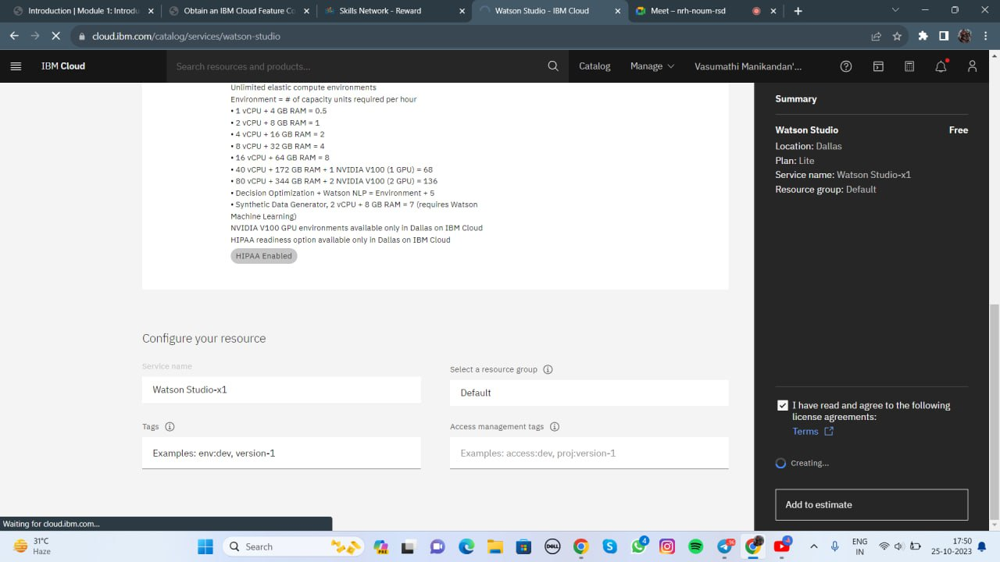 Introduction | Module 1: Introdu
Obtain an IBM Cloud Feature Co
Skills Network - Reward
Watson Studio - IBM Cloud
Meet – nrh-noum-rsd
cloud.ibm.com/catalog/services/watson-studio
IBM Cloud
Search resources and products...
Catalog
Manage
Vasumathi Manikandan'...
Unlimited elastic compute environments
Environment = # of capacity units required per hour
• 1 vCPU + 4 GB RAM = 0.5
• 2 vCPU + 8 GB RAM = 1
• 4 vCPU + 16 GB RAM = 2
• 8 vCPU + 32 GB RAM = 4
• 16 vCPU + 64 GB RAM = 8
• 40 vCPU + 172 GB RAM + 1 NVIDIA V100 (1 GPU) = 68
• 80 vCPU + 344 GB RAM + 2 NVIDIA V100 (2 GPU) = 136
• Decision Optimization + Watson NLP = Environment + 5
• Synthetic Data Generator, 2 vCPU + 8 GB RAM = 7 (requires Watson
Machine Learning)
NVIDIA V100 GPU environments available only in Dallas on IBM Cloud
HIPAA readiness option available only in Dallas on IBM Cloud
HIPAA Enabled
Configure your resource
Service name
Watson Studio-x1
Select a resource group
Default
Tags
Examples: env:dev, version-1
Access management tags
Examples: access:dev, proj:version-1
Summary
Watson Studio Free
Location: Dallas
Plan: Lite
Service name: Watson Studio-x1
Resource group: Default
I have read and agree to the following
license agreements:
Terms
Creating...
Add to estimate
Waiting for cloud.ibm.com...
31°C
Haze
Search
DELL
4
ENG
IN
17:50
25-10-2023